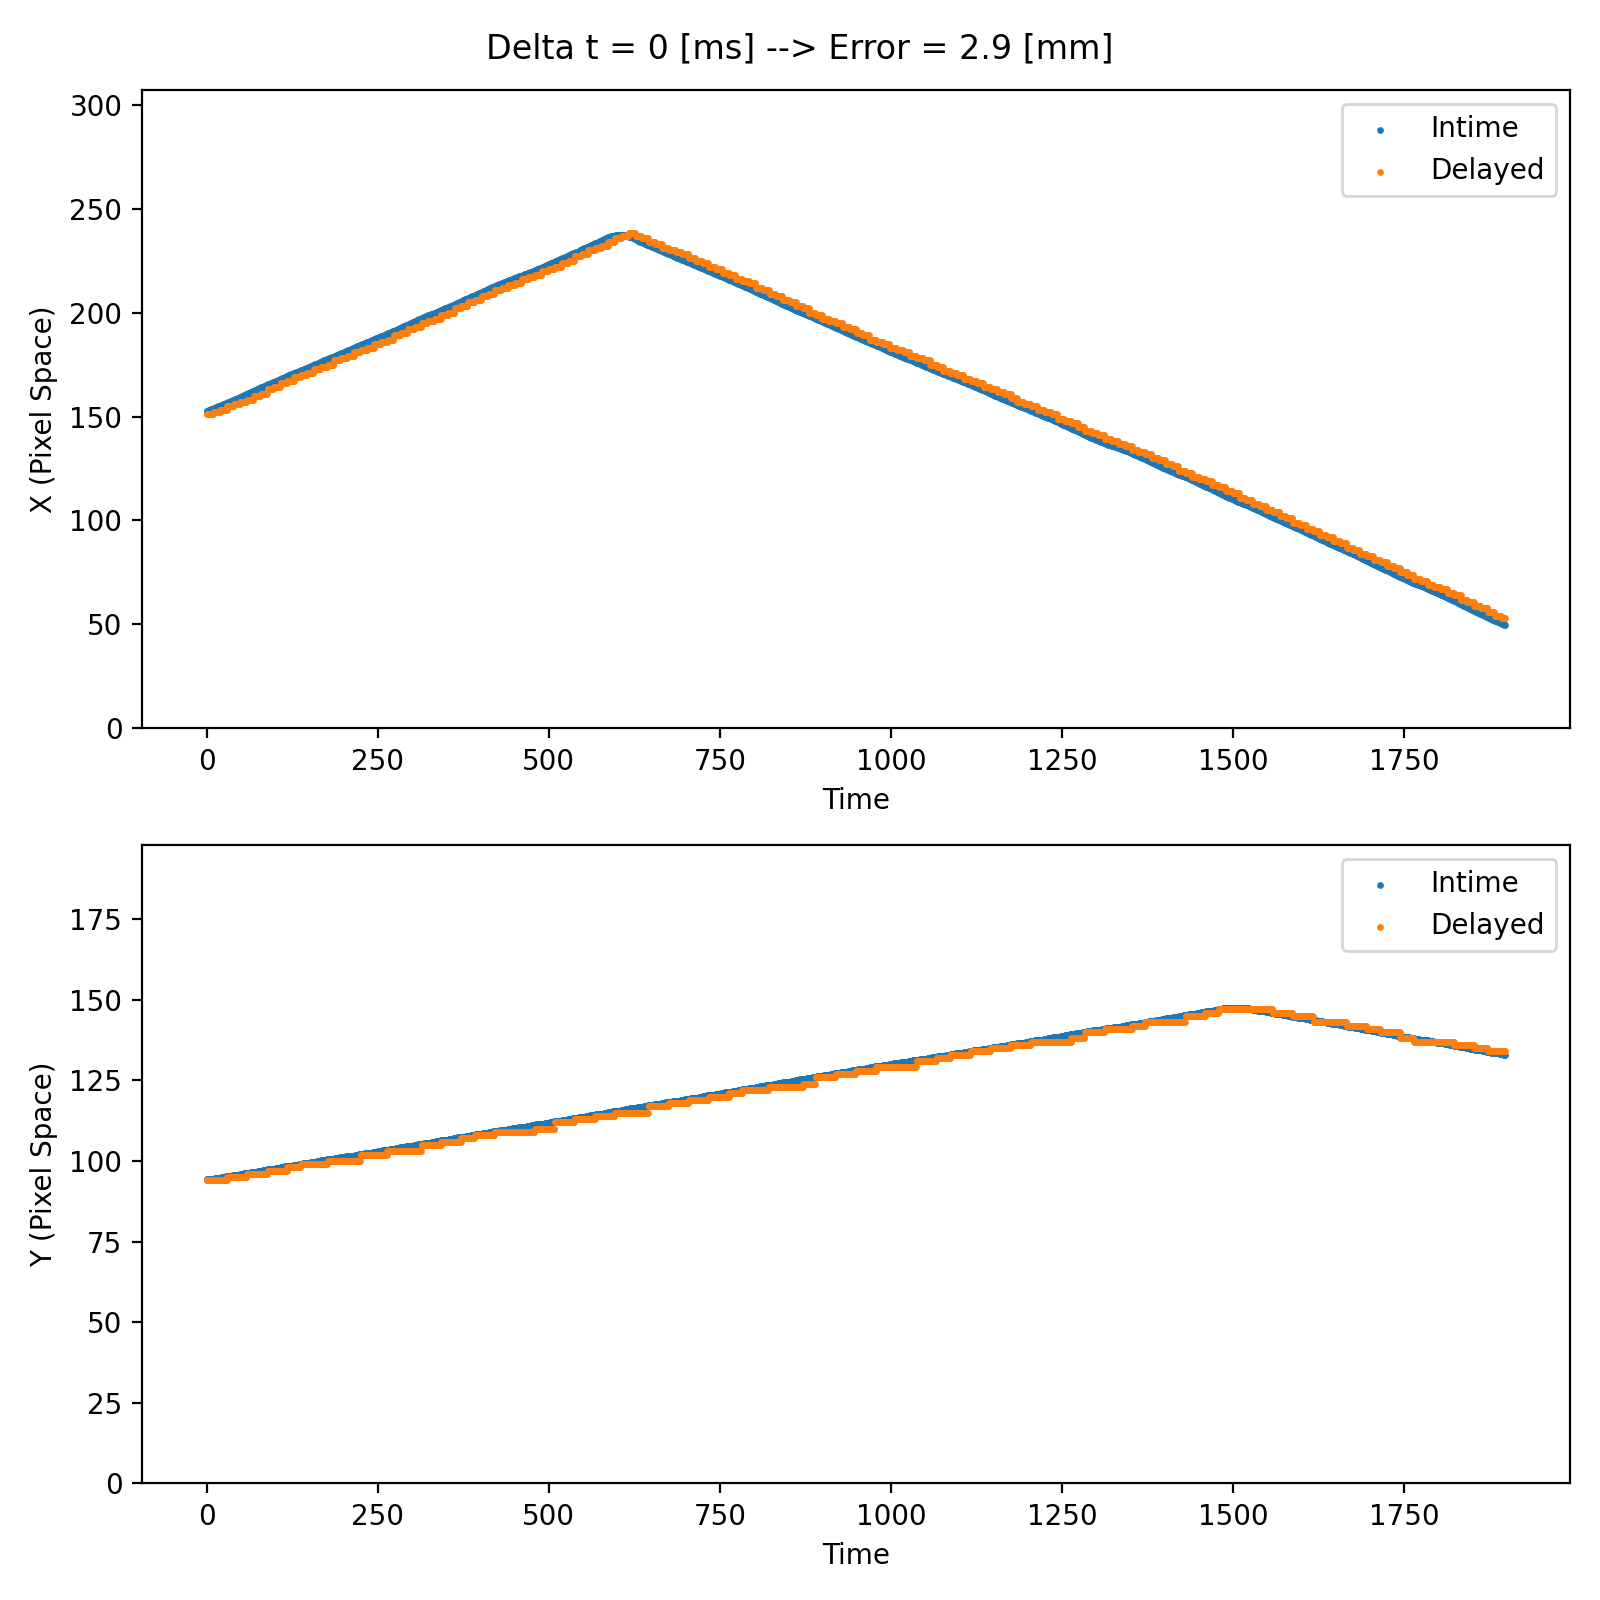 Delta t = 0 [ms] --> Error = 2.9 [mm]
300
250
200
150
100
50
0
X (Pixel Space)
Intime
Delayed
0 250 500 750 1000 1250 1500 1750
Time
175
150
125
100
75
50
25
0
Y (Pixel Space)
Intime
Delayed
0 250 500 750 1000 1250 1500 1750
Time